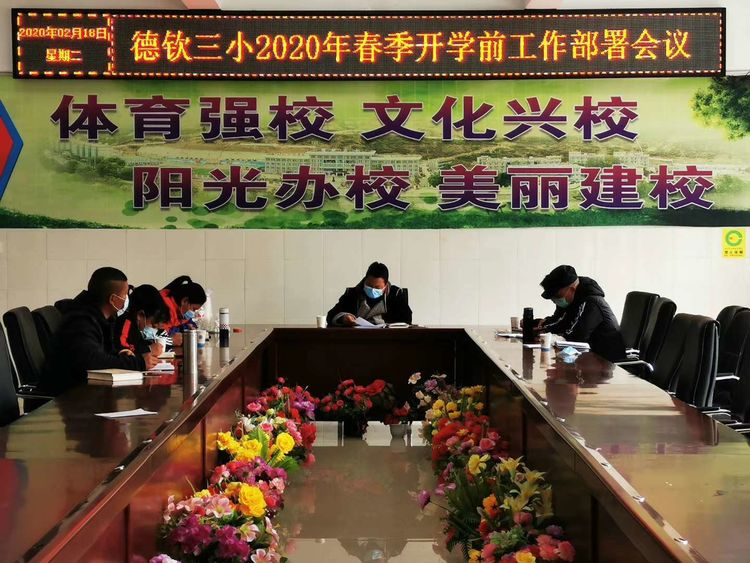 2020年02月18日
星期二
德钦三小2020年春季开学前工作部署会议
体育强校 文化兴校
阳光办校 美丽建校